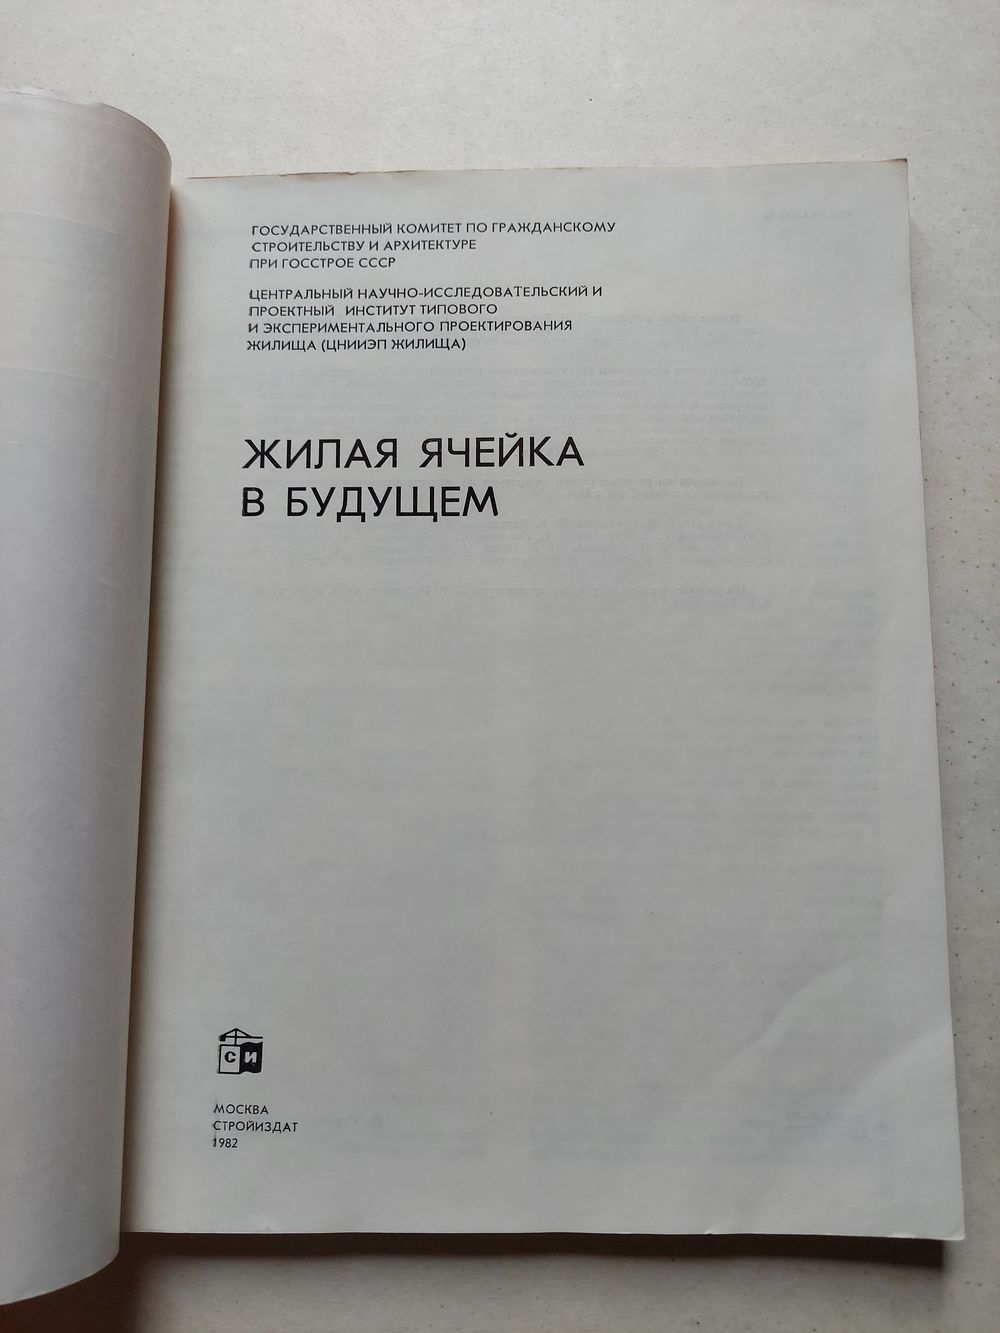 ГОСУДАРСТВЕННЫЙ КОМИТЕТ ПО ГРАЖДАНСКОМУ
СТРОИТЕЛЬСТВУ И АРХИТЕКТУРЕ
ПРИ ГОССТРОЕ СССР
ЦЕНТРАЛЬНЫЙ НАУЧНО-ИССЛЕДОВАТЕЛЬСКИЙ И
ПРОЕКТНЫЙ ИНСТИТУТ ТИПОВОГО
И ЭКСПЕРИМЕНТАЛЬНОГО ПРОЕКТИРОВАНИЯ
ЖИЛИЩА (ЦНИИЭП ЖИЛИЩА)
ЖИЛАЯ ЯЧЕЙКА
В БУДУЩЕМ
СИ
МОСКВА
СТРОЙИЗДАТ
1982